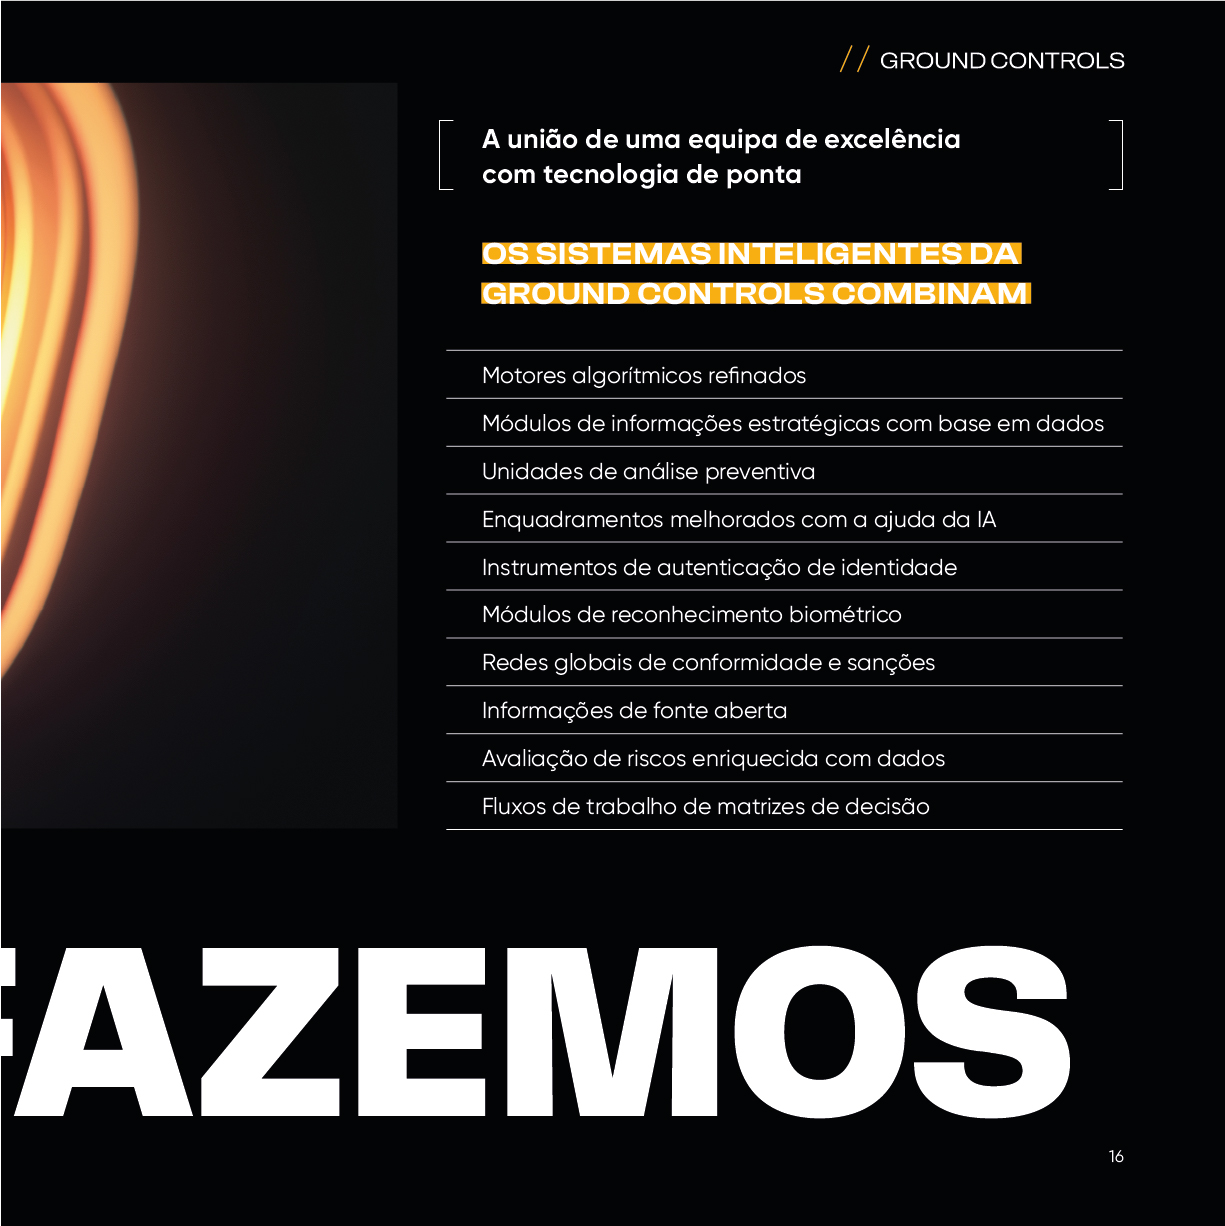 // GROUND CONTROLS
A união de uma equipa de excelência
com tecnologia de ponta
OS SISTEMAS INTELIGENTES DA
GROUND CONTROLS COMBINAM
Motores algorítmicos refinados
Módulos de informações estratégicas com base em dados
Unidades de análise preventiva
Enquadramentos melhorados com a ajuda da IA
Instrumentos de autenticação de identidade
Módulos de reconhecimento biométrico
Redes globais de conformidade e sanções
Informações de fonte aberta
Avaliação de riscos enriquecida com dados
Fluxos de trabalho de matrizes de decisão
FAZEMOS
16